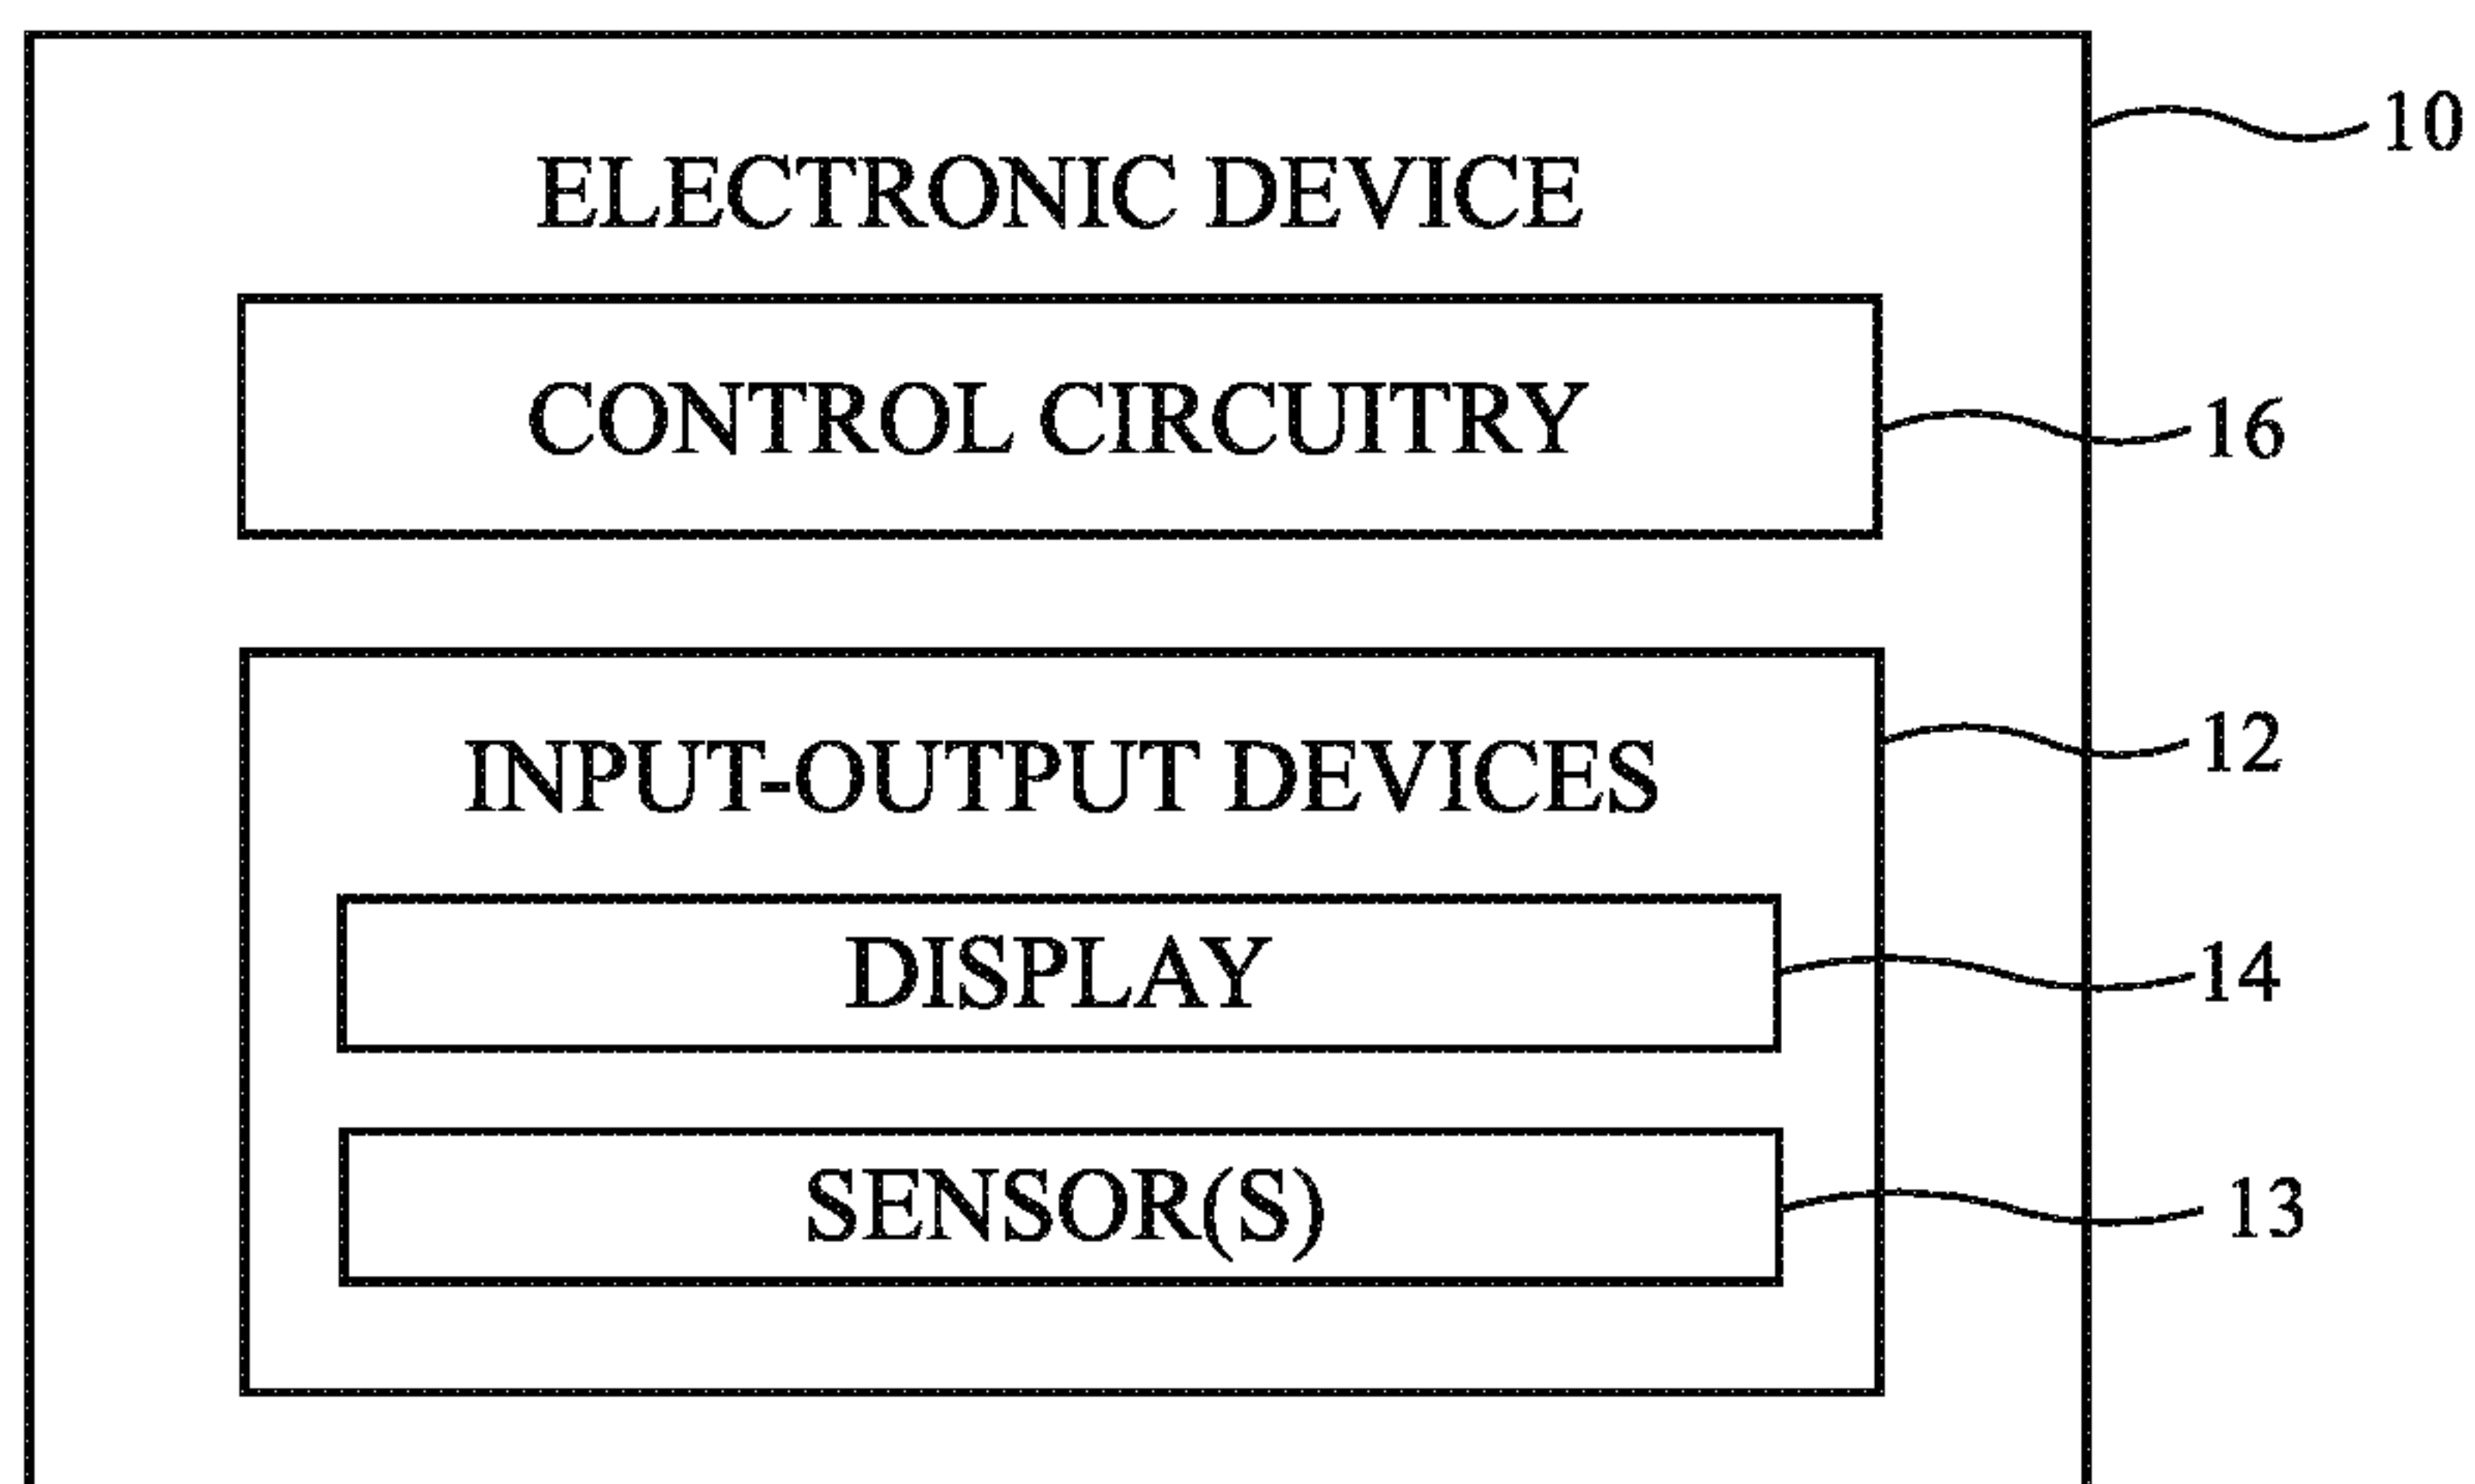 ELECTRONIC DEVICE
10
CONTROL CIRCUITRY
16
INPUT-OUTPUT DEVICES
12
DISPLAY
14
SENSOR(S)
13